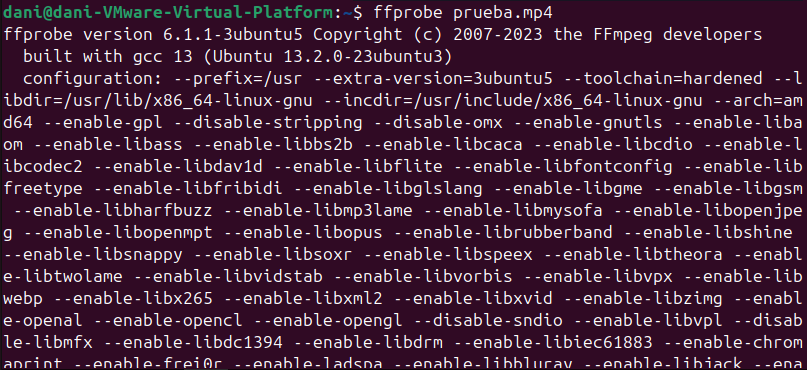 dani@dani-VMware-Virtual-Platform:~$ ffprobe prueba.mp4
ffprobe version 6.1.1-3ubuntu5 Copyright (c) 2007-2023 the FFmpeg developers
  built with gcc 13 (Ubuntu 13.2.0-23ubuntu3)
  configuration: --prefix=/usr --extra-version=3ubuntu5 --toolchain=hardened --l
ibdir=/usr/lib/x86_64-linux-gnu --incdir=/usr/include/x86_64-linux-gnu --arch=am
d64 --enable-gpl --disable-stripping --disable-omx --enable-gnutls --enable-liba
om --enable-libass --enable-libbs2b --enable-libcaca --enable-libcdio --enable-l
ibcodec2 --enable-libdav1d --enable-libflite --enable-libfontconfig --enable-lib
freetype --enable-libfribidi --enable-libglslang --enable-libgme --enable-libgsm
 --enable-libharfbuzz --enable-libmp3lame --enable-libmysofa --enable-libopenjpe
g --enable-libopenmpt --enable-libopus --enable-librubberband --enable-libshine
--enable-libsnappy --enable-libsoxr --enable-libspeex --enable-libtheora --enabl
e-libtwolame --enable-libvidstab --enable-libvorbis --enable-libvpx --enable-lib
webp --enable-libx265 --enable-libxml2 --enable-libxvid --enable-libzimg --enabl
e-openal --enable-opencl --enable-opengl --disable-sndio --enable-libvpl --disab
le-libmfx --enable-libdc1394 --enable-libdrm --enable-libiec61883 --enable-chrom
aprint --enable-frei0r --enable-ladspa --enable-libbluray --enable-libjack --ena